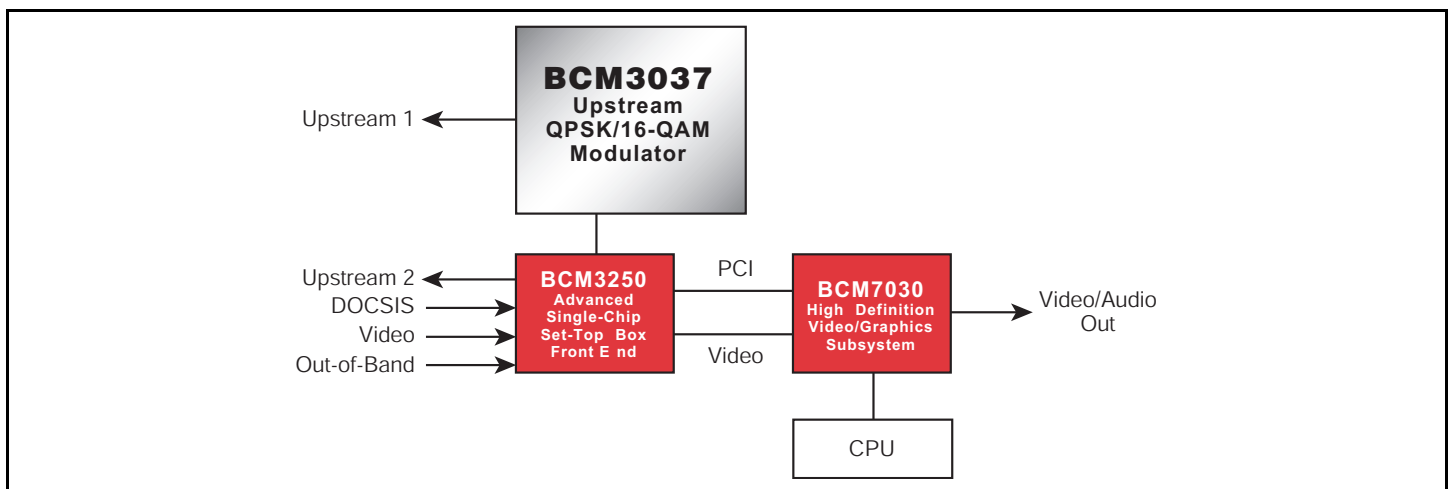 BCM3037
Upstream
QPSK/16-QAM
Modulator
Upstream 1
Upstream 2
DOCSIS
Video
Out-of-Band
BCM3250
Advanced
Single-Chip
Set-Top Box
Front E nd
PCI
Video
BCM7030
High Definition
Video/Graphics
Subsystem
Video/Audio
Out
CPU